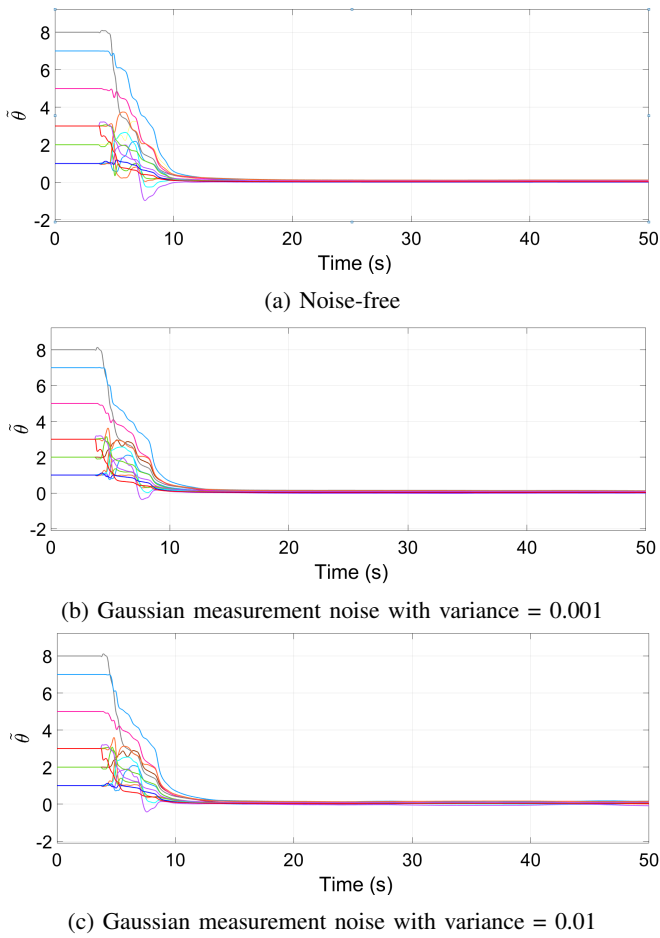 8
6
4
2
0
-2
θ̃
0 10 20 30 40 50
Time (s)
(a) Noise-free
8
6
4
2
0
-2
θ̃
0 10 20 30 40 50
Time (s)
(b) Gaussian measurement noise with variance = 0.001
8
6
4
2
0
-2
θ̃
0 10 20 30 40 50
Time (s)
(c) Gaussian measurement noise with variance = 0.01